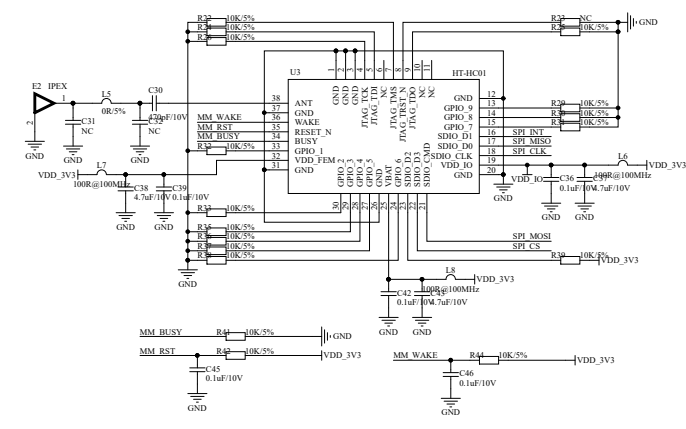 R22 10K/5%
R24 10K/5%
R26 10K/5%
R23 NC
R25 10K/5%
GND
U3
HT-HC01
1 2 3 4 5 6 7 8 9 10 11
GND
GND
GND
JTAG_TCK
JTAG_TDI
NC
JTAG_TMS
JTAG_TRST_N
JTAG_TDO
NC
NC
E2 IPEX
1
2
GND
L5
0R/5%
C30
470pF/10V
C31
NC
GND
C32
NC
GND
MM_WAKE
MM_RST
MM_BUSY
R32 10K/5%
38 ANT
37 GND
36 WAKE
35 RESET_N
34 BUSY
33 GPIO_1
32 VDD_FEM
31 GND
GND 12
GPIO_9 13
GPIO_8 14
GPIO_7 15
SDIO_D1 16
SDIO_D0 17
SDIO_CLK 18
VDD_IO 19
GND 20
R29 10K/5%
R30 10K/5%
R31 10K/5%
SPI_INT
SPI_MISO
SPI_CLK
VDD_3V3
L7
100R@100MHz
C38
4.7uF/10V
GND
C39
0.1uF/10V
GND
GND
VDD_IO
L6
100R@100MHz
VDD_3V3
C36
0.1uF/10V
GND
C37
4.7uF/10V
GND
GPIO_2
GPIO_3
GPIO_4
GPIO_5
GND
VBAT
GPIO_6
SDIO_D2
SDIO_D3
SDIO_CMD
30 29 28 27 26 25 24 23 22 21
R33 10K/5%
R35 10K/5%
R36 10K/5%
R37 10K/5%
R38 10K/5%
GND
SPI_MOSI
SPI_CS
R39 10K/5%
VDD_3V3
L8
100R@100MHz
VDD_3V3
C42
0.1uF/10V
GND
C43
4.7uF/10V
GND
MM_BUSY R41 10K/5% GND
MM_RST R42 10K/5% VDD_3V3
C45
0.1uF/10V
GND
MM_WAKE R44 10K/5% VDD_3V3
C46
0.1uF/10V
GND